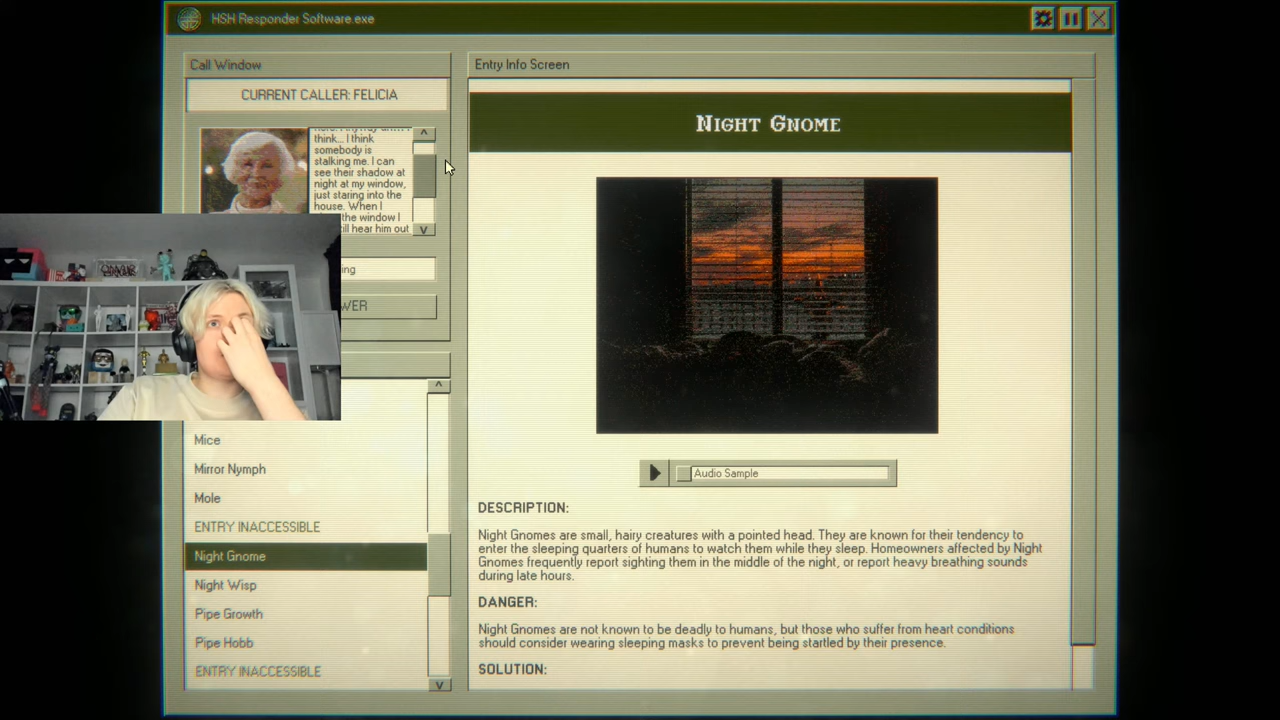 HSH Responder Software.exe
Call Window
CURRENT CALLER: FELICIA
think... I think
somebody is
stalking me. I can
see their shadow at
night at my window,
just staring into the
house. When I
the window I
ill hear him out
ing
WER
Mice
Mirror Nymph
Mole
ENTRY INACCESSIBLE
Night Gnome
Night Wisp
Pipe Growth
Pipe Hobb
ENTRY INACCESSIBLE
Entry Info Screen
Night Gnome
Audio Sample
DESCRIPTION:
Night Gnomes are small, hairy creatures with a pointed head. They are known for their tendency to
enter the sleeping quarters of humans to watch them while they sleep. Homeowners affected by Night
Gnomes frequently report sighting them in the middle of the night, or report heavy breathing sounds
during late hours.
DANGER:
Night Gnomes are not known to be deadly to humans, but those who suffer from heart conditions
should consider wearing sleeping masks to prevent being startled by their presence.
SOLUTION: